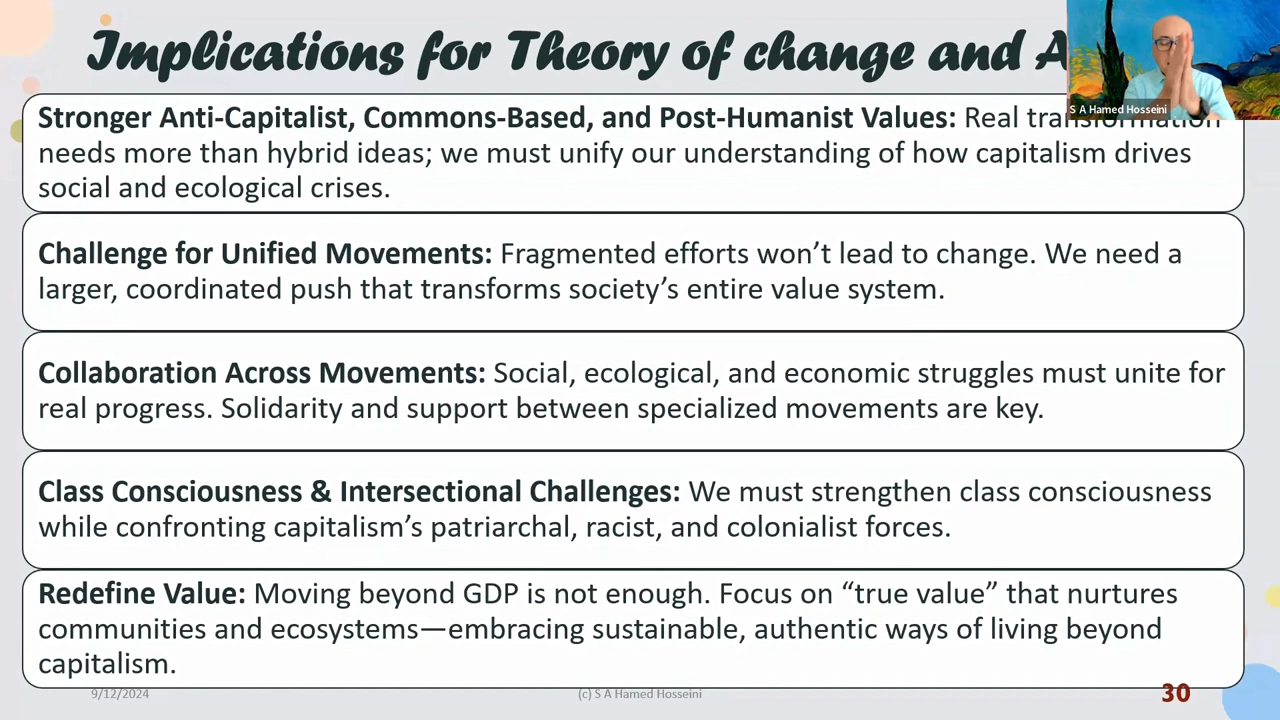 Implications for Theory of change and A
S A Hamed Hosseini
Stronger Anti-Capitalist, Commons-Based, and Post-Humanist Values: Real transformation
needs more than hybrid ideas; we must unify our understanding of how capitalism drives
social and ecological crises.
Challenge for Unified Movements: Fragmented efforts won’t lead to change. We need a
larger, coordinated push that transforms society’s entire value system.
Collaboration Across Movements: Social, ecological, and economic struggles must unite for
real progress. Solidarity and support between specialized movements are key.
Class Consciousness & Intersectional Challenges: We must strengthen class consciousness
while confronting capitalism’s patriarchal, racist, and colonialist forces.
Redefine Value: Moving beyond GDP is not enough. Focus on “true value” that nurtures
communities and ecosystems—embracing sustainable, authentic ways of living beyond
capitalism.
9/12/2024 (c) S A Hamed Hosseini 30